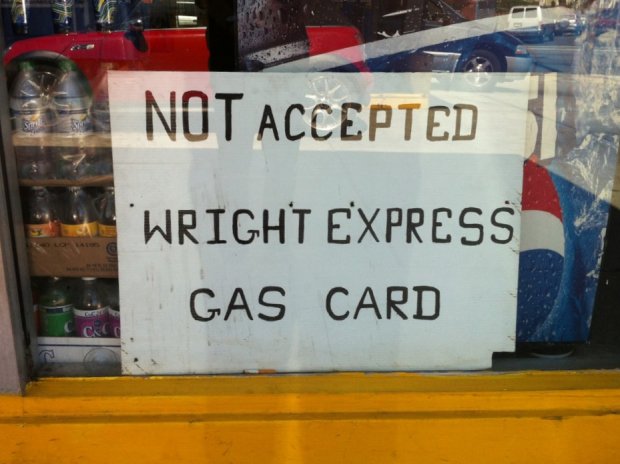 NOT ACCEPTED
WRIGHT EXPRESS
GAS CARD